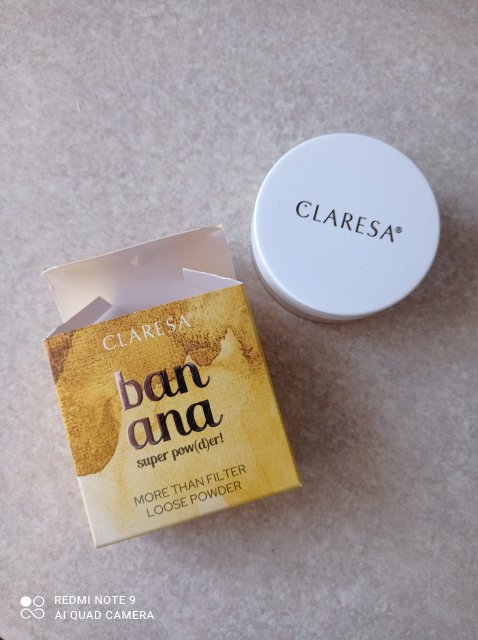 CLARESA®
CLARESA
ban
ana
super pow(d)er!
MORE THAN FILTER
LOOSE POWDER
REDMI NOTE 9
AI QUAD CAMERA